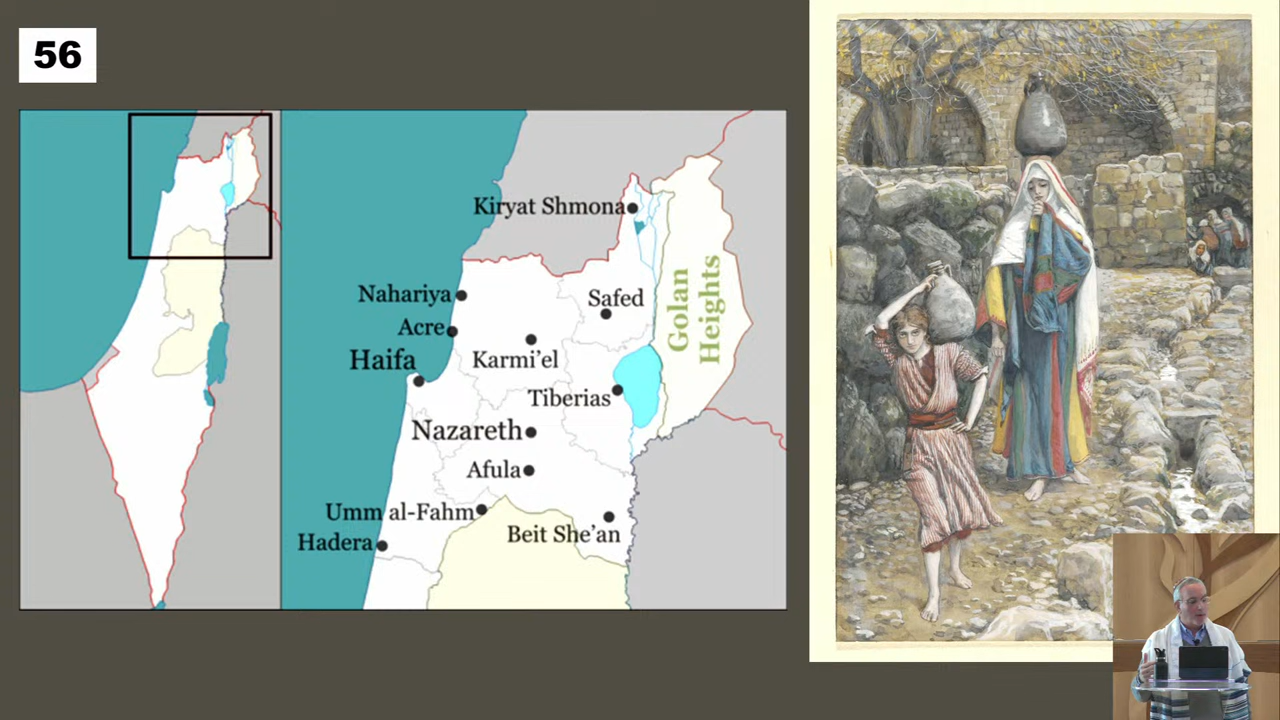 56
Kiryat Shmona
Golan
Heights
Nahariya
Safed
Acre
Haifa
Karmi’el
Tiberias
Nazareth
Afula
Umm al-Fahm
Beit She’an
Hadera